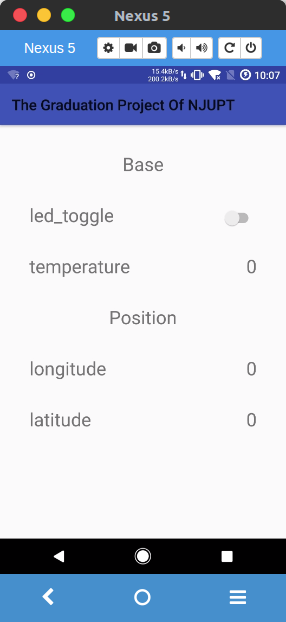 Nexus 5
Nexus 5
15.4kB/s
200.2kB/s
10:07
The Graduation Project Of NJUPT
Base
led_toggle
temperature 0
Position
longitude 0
latitude 0